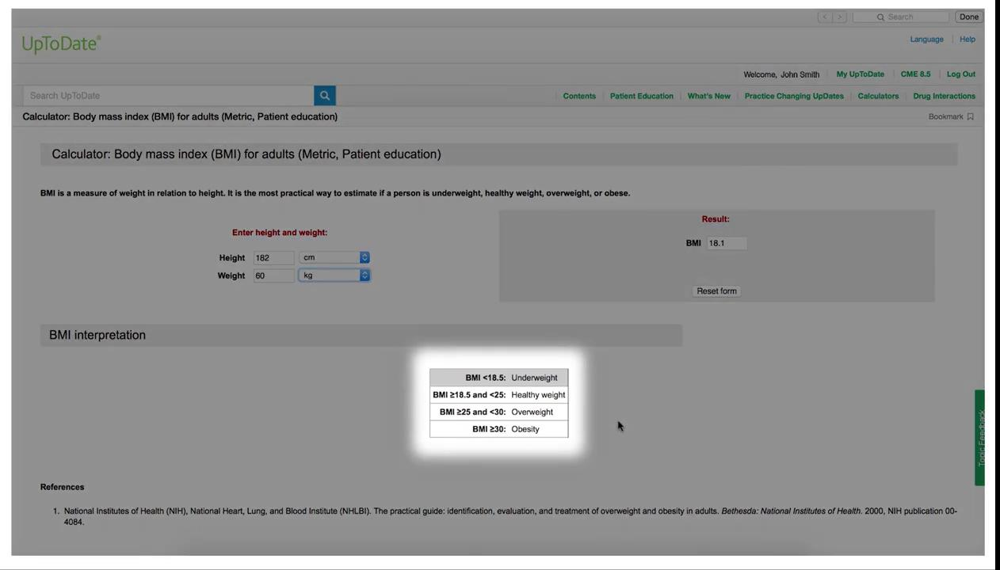 Search
Done
UpToDate®
Language
Help
Welcome, John Smith
My UpToDate
CME 8.5
Log Out
Search UpToDate
Contents
Patient Education
What's New
Practice Changing UpDates
Calculators
Drug Interactions
Calculator: Body mass index (BMI) for adults (Metric, Patient education)
Bookmark
Calculator: Body mass index (BMI) for adults (Metric, Patient education)
BMI is a measure of weight in relation to height. It is the most practical way to estimate if a person is underweight, healthy weight, overweight, or obese.
Enter height and weight:
Height 182 cm
Weight 60 kg
Result:
BMI 18.1
Reset form
BMI interpretation
BMI <18.5: Underweight
BMI ≥18.5 and <25: Healthy weight
BMI ≥25 and <30: Overweight
BMI ≥30: Obesity
Topic Feedback
References
1. National Institutes of Health (NIH), National Heart, Lung, and Blood Institute (NHLBI). The practical guide: identification, evaluation, and treatment of overweight and obesity in adults. Bethesda: National Institutes of Health. 2000, NIH publication 00-
4084.